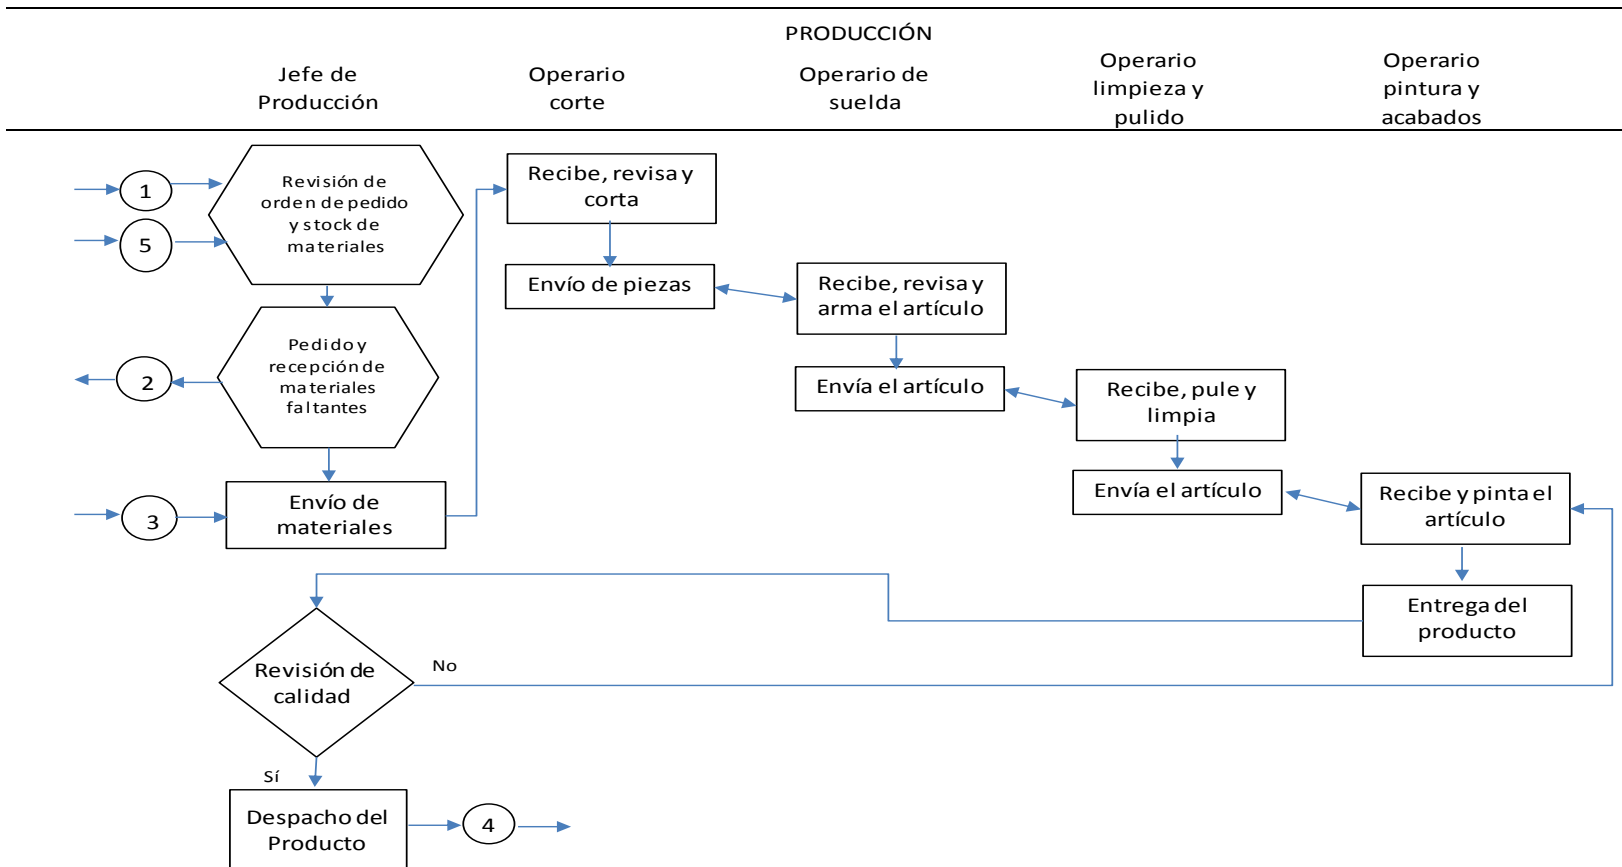 PRODUCCIÓN
Jefe de
Producción
Operario
corte
Operario de
suelda
Operario
limpieza y
pulido
Operario
pintura y
acabados
1
5
Revisión de
orden de pedido
y stock de
materiales
Recibe, revisa y
corta
Envío de piezas
Recibe, revisa y
arma el artículo
2
Pedido y
recepción de
materiales
faltantes
Envía el artículo
Recibe, pule y
limpia
3
Envío de
materiales
Envía el artículo
Recibe y pinta el
artículo
Entrega del
producto
Revisión de
calidad
No
Sí
Despacho del
Producto
4